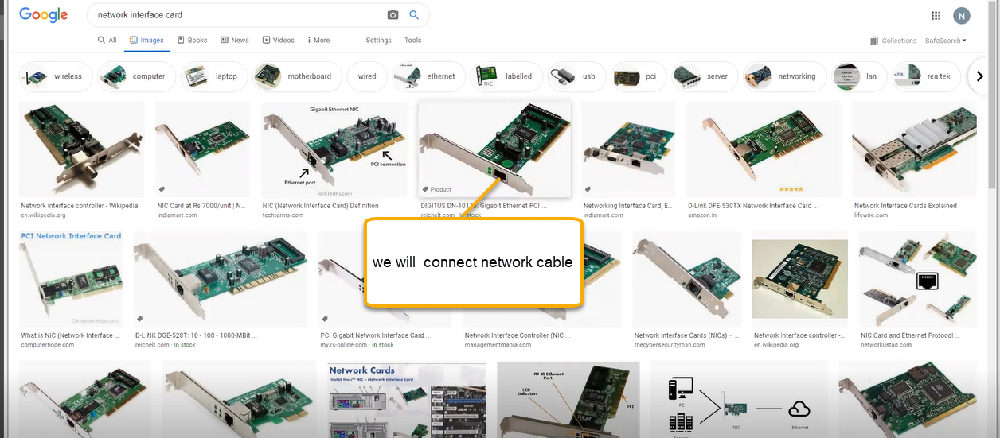 Google
network interface card
N
All
Images
Books
News
Videos
More
Settings
Tools
Collections
SafeSearch
wireless
computer
laptop
motherboard
wired
ethernet
NIC
labelled
usb
pci
server
networking
lan
realtek
Gigabit Ethernet NIC
D-Link
PCI connection
Ethernet port
TechTerms.com
Product
Network interface controller - Wikipedia
en.wikipedia.org
NIC Card at Rs 7000/unit | N...
indiamart.com
NIC (Network Interface Card) Definition
techterms.com
Gigabit Ethernet PCI ...
reichelt.com
stock
Networking Interface Card, E...
indiamart.com
D-Link DFE-530TX Network Interface Card ...
amazon.in
Network Interface Cards Explained
lifewire.com
we will  connect network cable
PCI Network Interface Card
ComputerHope.com
What is NIC (Network Interface ...
computerhope.com
D-LINK DGE-528T: 10 - 100 - 1000-MBit ...
reichelt.com · In stock
PCI Gigabit Network Interface Card ...
my.rs-online.com · In stock
Network Interface Controller (NIC ...
managementmania.com
Network Interface Cards (NICs) – ...
thecybersecurityman.com
Network interface controller -...
en.wikipedia.org
NIC Card and Ethernet Protocol ...
networkustad.com
Network Cards
Install the 2nd NIC – Network Interface Card
RJ-45 Ethernet
Port
LED
Indicators
PCI
PC
NIC
Ethernet